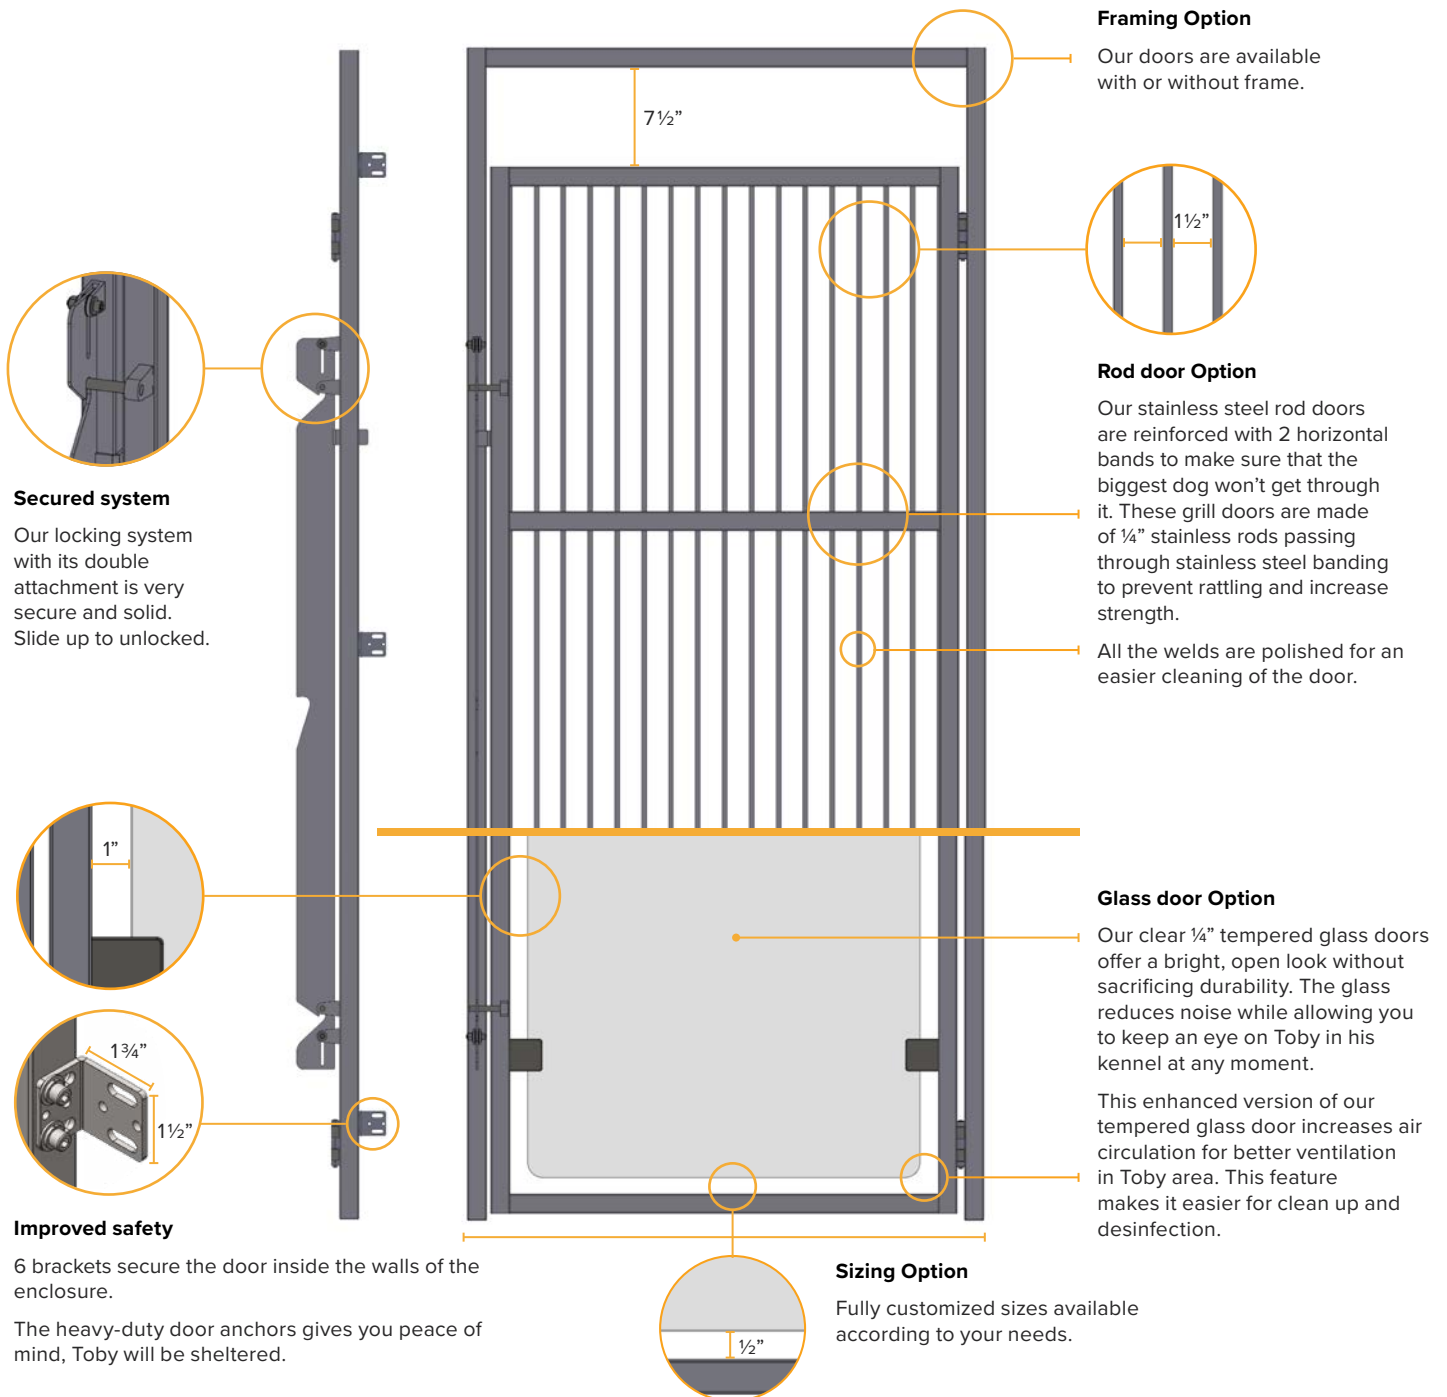 Framing Option
Our doors are available
with or without frame.
7½”
1½”
Rod door Option
Our stainless steel rod doors
are reinforced with 2 horizontal
bands to make sure that the
biggest dog won’t get through
it. These grill doors are made
of ¼” stainless rods passing
through stainless steel banding
to prevent rattling and increase
strength.
All the welds are polished for an
easier cleaning of the door.
Secured system
Our locking system
with its double
attachment is very
secure and solid.
Slide up to unlocked.
1”
Glass door Option
Our clear ¼” tempered glass doors
offer a bright, open look without
sacrificing durability. The glass
reduces noise while allowing you
to keep an eye on Toby in his
kennel at any moment.
This enhanced version of our
tempered glass door increases air
circulation for better ventilation
in Toby area. This feature
makes it easier for clean up and
desinfection.
1¾”
1½”
Improved safety
6 brackets secure the door inside the walls of the
enclosure.
The heavy-duty door anchors gives you peace of
mind, Toby will be sheltered.
½”
Sizing Option
Fully customized sizes available
according to your needs.